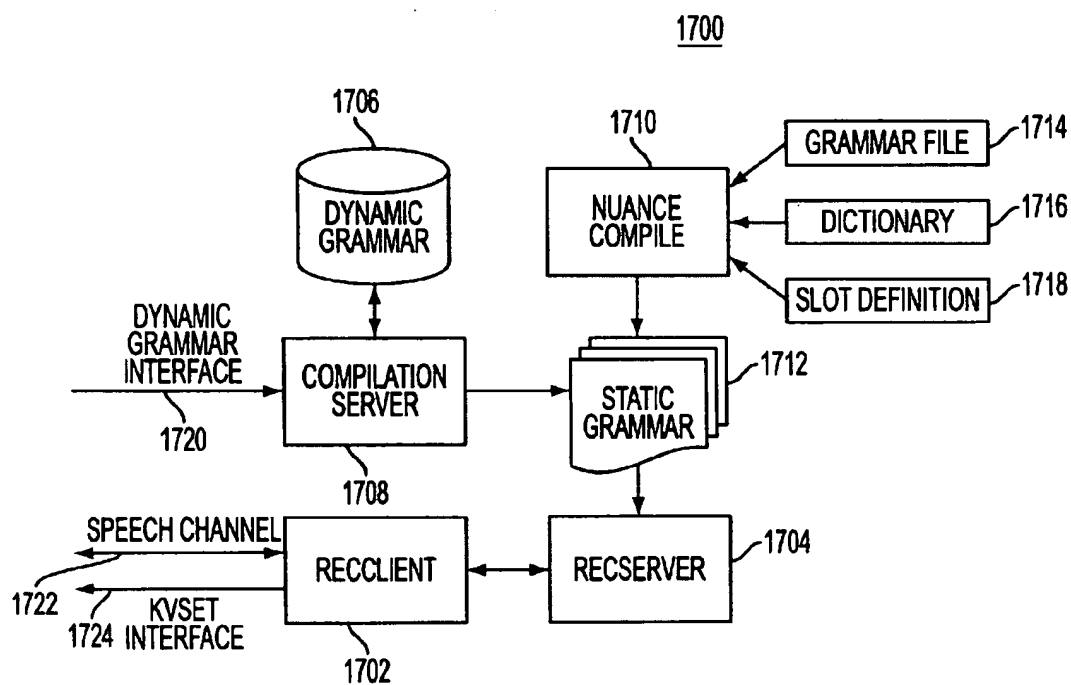 1700
1706
1710
GRAMMAR FILE
1714
DYNAMIC
GRAMMAR
NUANCE
COMPILE
DICTIONARY
1716
SLOT DEFINITION
1718
DYNAMIC
GRAMMAR
INTERFACE
1720
COMPILATION
SERVER
1708
STATIC
GRAMMAR
1712
SPEECH CHANNEL
1722
1724
KVSET
INTERFACE
RECCLIENT
1702
RECSERVER
1704